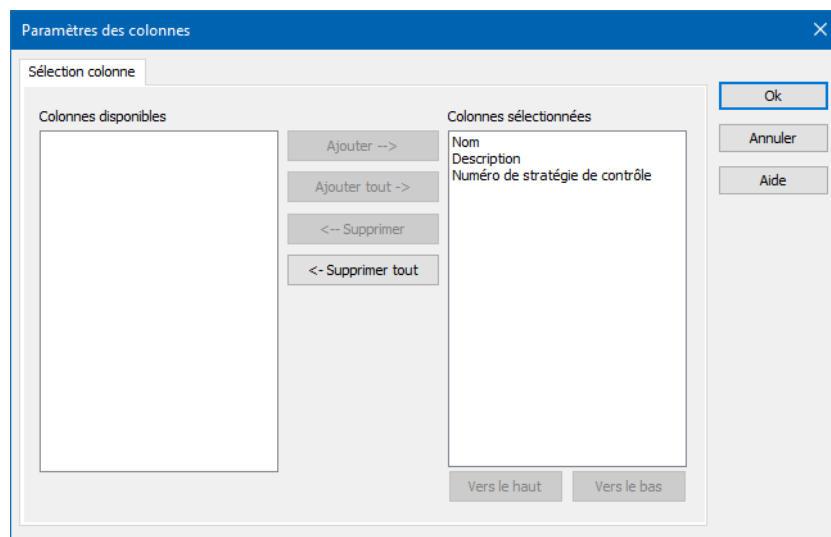 Paramètres des colonnes
Sélection colonne
Colonnes disponibles
Ajouter -->
Ajouter tout ->
<-- Supprimer
<- Supprimer tout
Colonnes sélectionnées
Nom
Description
Numéro de stratégie de contrôle
Vers le haut
Vers le bas
Ok
Annuler
Aide